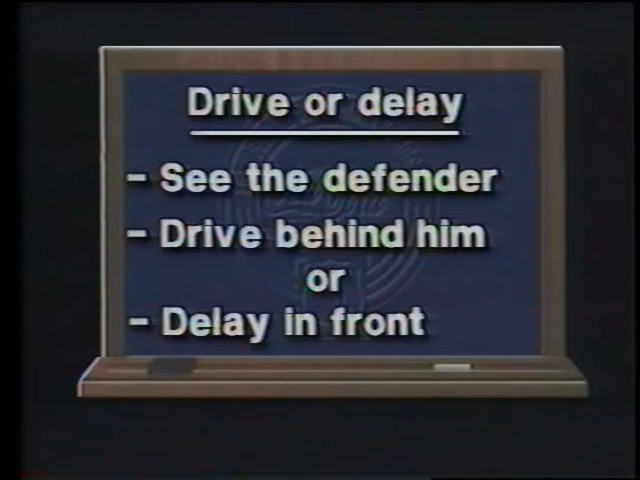 Drive or delay
- See the defender
- Drive behind him
or
- Delay in front